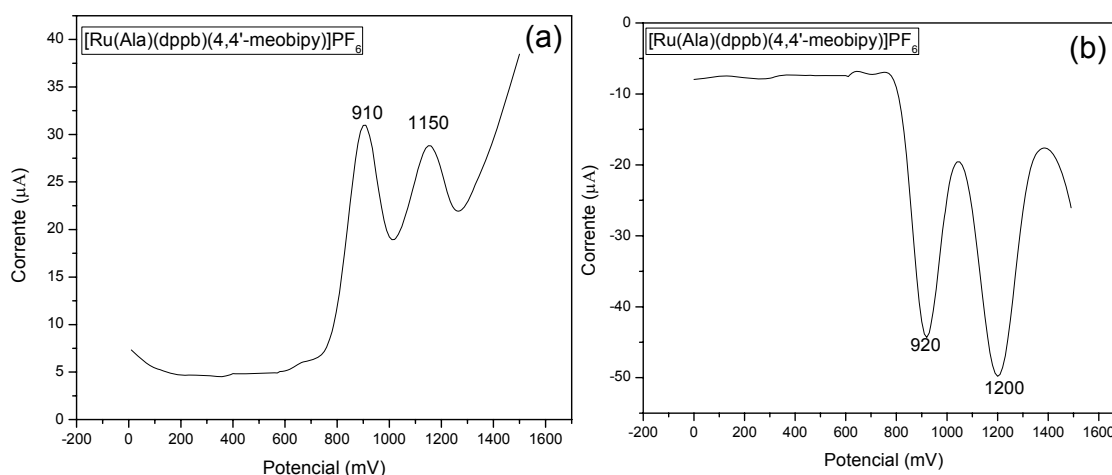 [Ru(Ala)(dppb)(4,4'-meobipy)]PF6
(a)
910
1150
40
35
30
25
20
15
10
5
0
Corrente (µA)
-200 0 200 400 600 800 1000 1200 1400 1600
Potencial (mV)
[Ru(Ala)(dppb)(4,4'-meobipy)]PF6
(b)
0
-10
-20
-30
-40
-50
Corrente (µA)
920
1200
-200 0 200 400 600 800 1000 1200 1400 1600
Potencial (mV)